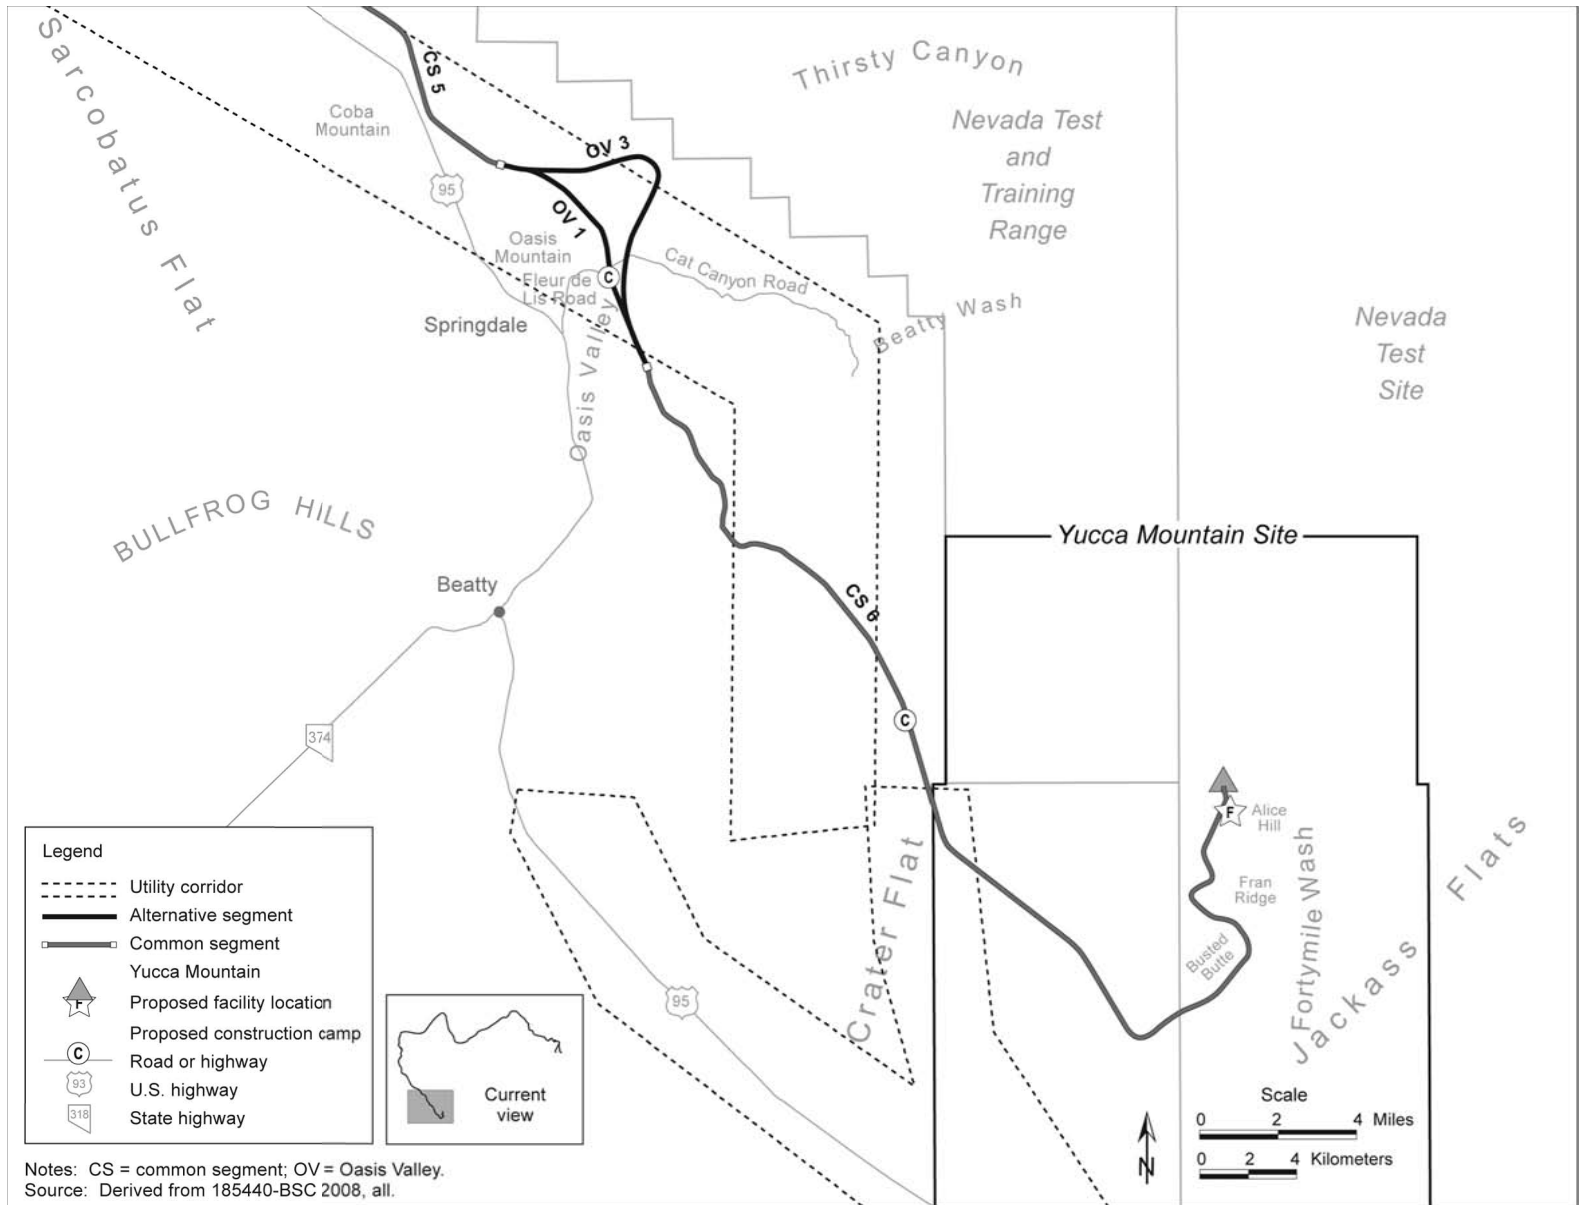 Sarcobatus Flat
CS 5
Thirsty Canyon
Coba
Mountain
Nevada Test
and
Training
Range
OV 3
95
OV 1
Oasis
Mountain
Cat Canyon Road
C
Fleur de
Lis Road
Beatty Wash
Springdale
Nevada
Test
Site
Oasis Valley
BULLFROG HILLS
Yucca Mountain Site
Beatty
CS 6
C
374
F
Alice
Hill
Fran
Ridge
Busted
Butte
Fortymile Wash
Jackass Flats
Crater Flat
95
Legend
Utility corridor
Alternative segment
Common segment
Yucca Mountain
F
Proposed facility location
Proposed construction camp
C
Road or highway
93
U.S. highway
318
State highway
Current
view
Scale
0 2 4 Miles
0 2 4 Kilometers
N
Notes: CS = common segment; OV = Oasis Valley.
Source: Derived from 185440-BSC 2008, all.